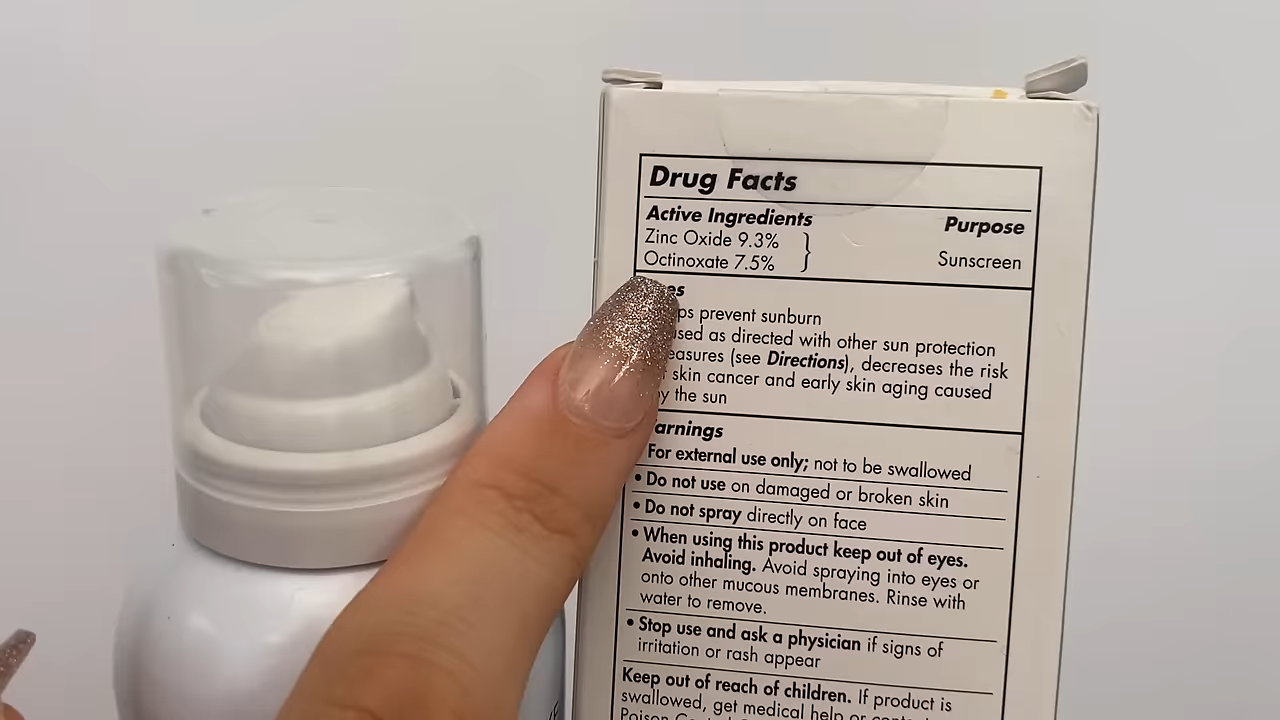 Drug Facts
Active Ingredients Purpose
Zinc Oxide 9.3%
Octinoxate 7.5% } Sunscreen
prevent sunburn
used as directed with other sun protection
(see Directions), decreases the risk
skin cancer and early skin aging caused
the sun
For external use only; not to be swallowed
• Do not use on damaged or broken skin
• Do not spray directly on face
• When using this product keep out of eyes.
Avoid inhaling. Avoid spraying into eyes or
onto other mucous membranes. Rinse with
water to remove.
• Stop use and ask a physician if signs of
irritation or rash appear
Keep out of reach of children. If product is
swallowed, get medical help or